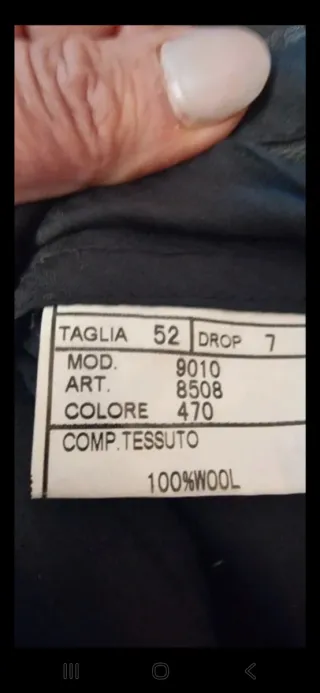 TAGLIA 52 DROP 7
MOD. 9010
ART. 8508
COLORE 470
COMP.TESSUTO
100%WOOL